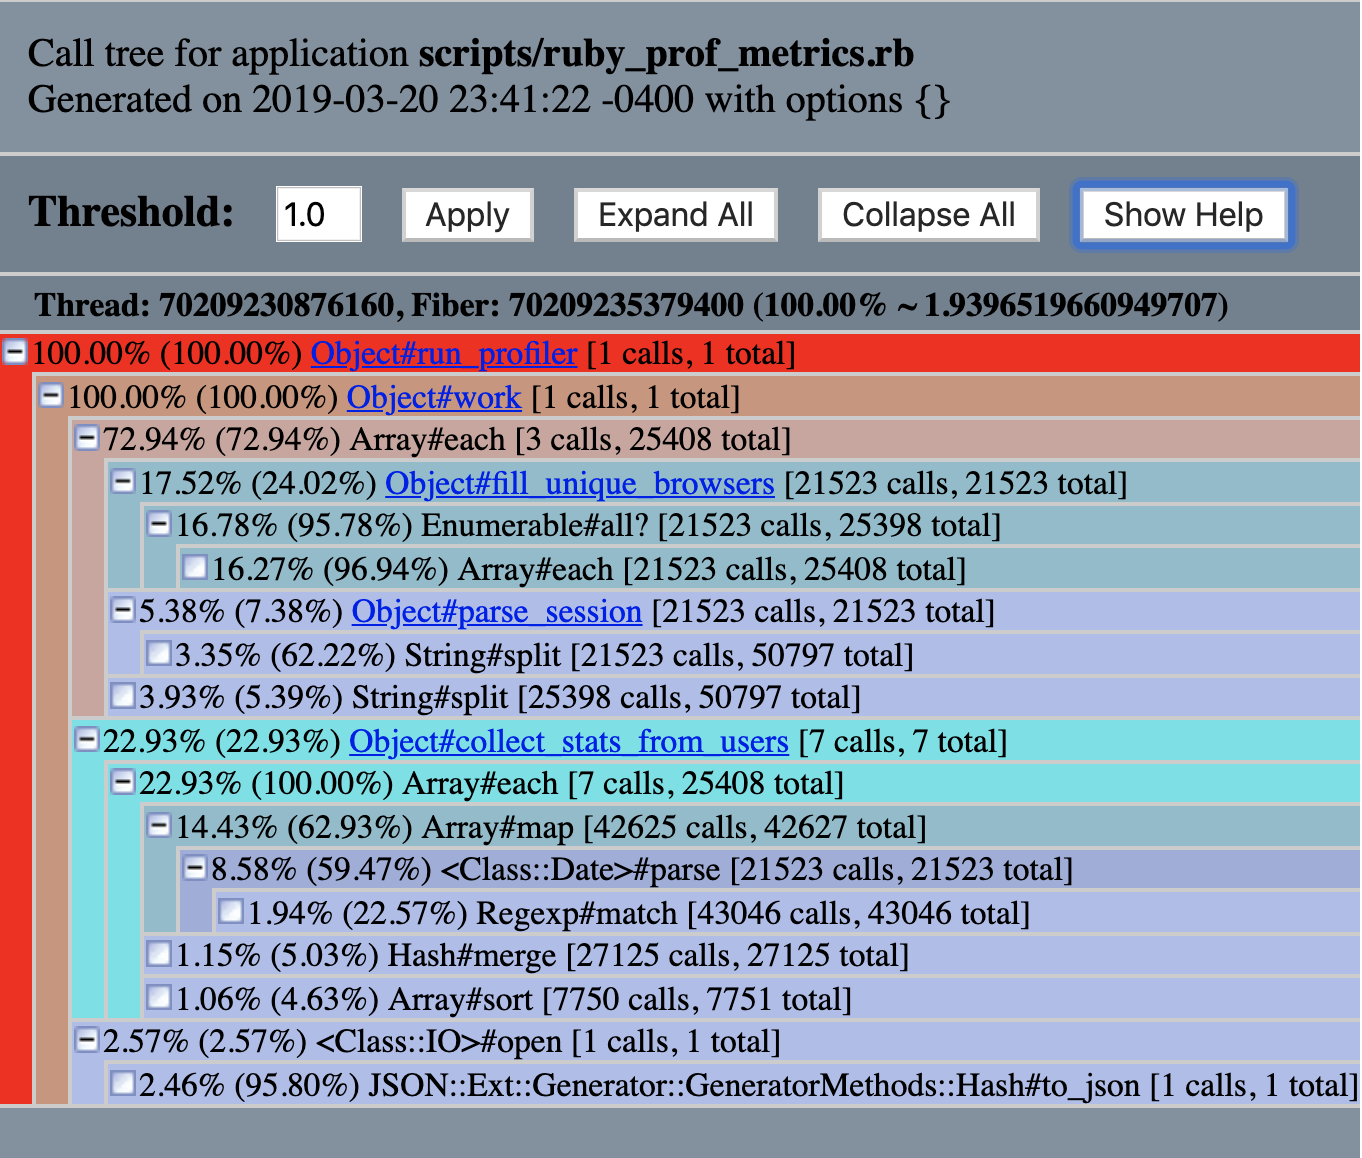 Call tree for application scripts/ruby_prof_metrics.rb
Generated on 2019-03-20 23:41:22 -0400 with options {}
Threshold: 1.0 Apply Expand All Collapse All Show Help
Thread: 70209230876160, Fiber: 70209235379400 (100.00% ~ 1.9396519660949707)
100.00% (100.00%) Object#run_profiler [1 calls, 1 total]
100.00% (100.00%) Object#work [1 calls, 1 total]
72.94% (72.94%) Array#each [3 calls, 25408 total]
17.52% (24.02%) Object#fill_unique_browsers [21523 calls, 21523 total]
16.78% (95.78%) Enumerable#all? [21523 calls, 25398 total]
16.27% (96.94%) Array#each [21523 calls, 25408 total]
5.38% (7.38%) Object#parse_session [21523 calls, 21523 total]
3.35% (62.22%) String#split [21523 calls, 50797 total]
3.93% (5.39%) String#split [25398 calls, 50797 total]
22.93% (22.93%) Object#collect_stats_from_users [7 calls, 7 total]
22.93% (100.00%) Array#each [7 calls, 25408 total]
14.43% (62.93%) Array#map [42625 calls, 42627 total]
8.58% (59.47%) <Class::Date>#parse [21523 calls, 21523 total]
1.94% (22.57%) Regexp#match [43046 calls, 43046 total]
1.15% (5.03%) Hash#merge [27125 calls, 27125 total]
1.06% (4.63%) Array#sort [7750 calls, 7751 total]
2.57% (2.57%) <Class::IO>#open [1 calls, 1 total]
2.46% (95.80%) JSON::Ext::Generator::GeneratorMethods::Hash#to_json [1 calls, 1 total]